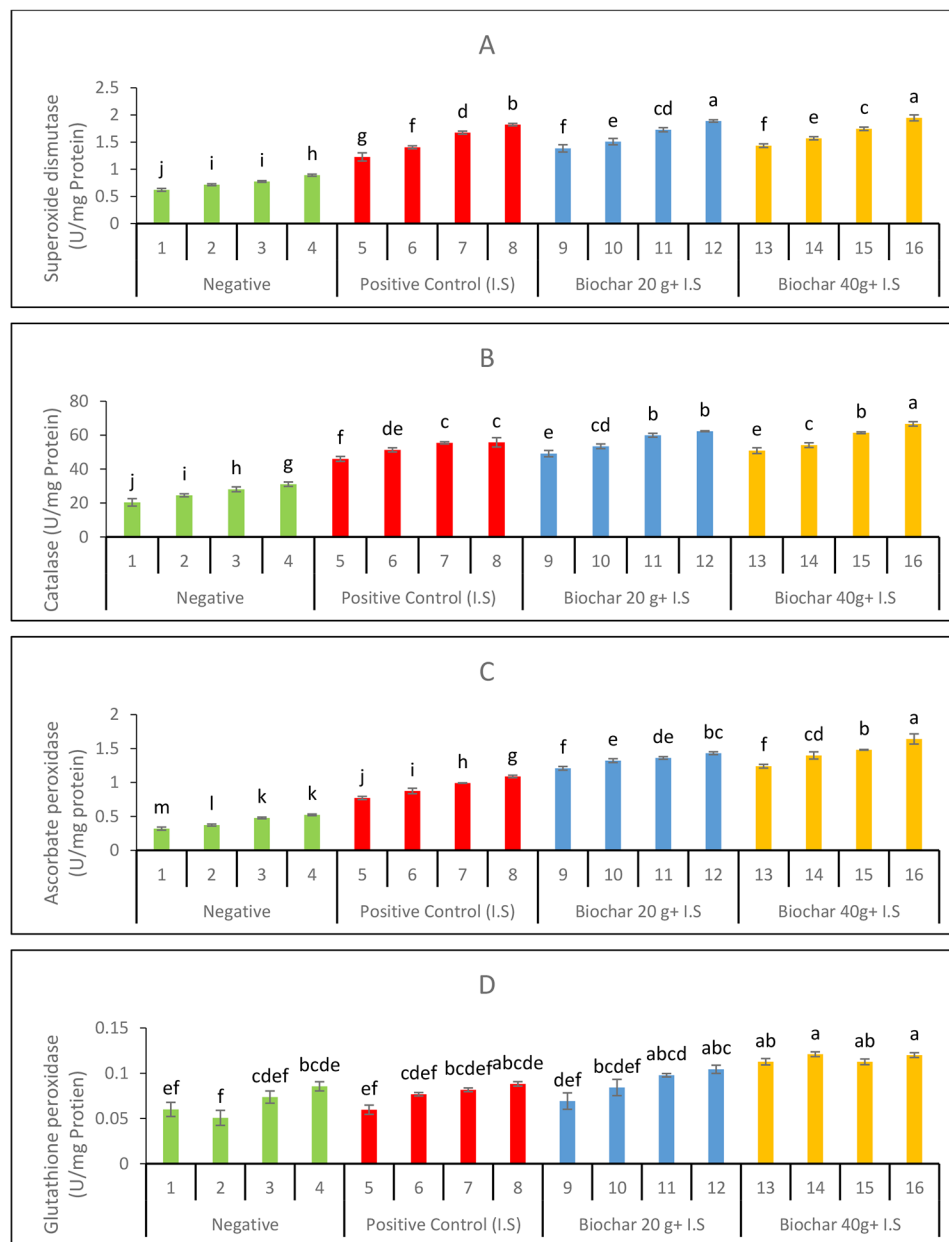 A
Superoxide dismutase
(U/mg Protein)
2.5
2
1.5
1
0.5
0
j i i h g f d b f e cd a f e c a
1 2 3 4 5 6 7 8 9 10 11 12 13 14 15 16
Negative Positive Control (I.S) Biochar 20 g+ I.S Biochar 40g+ I.S
B
Catalase (U/mg Protein)
80
60
40
20
0
j i h g f de c c e cd b b e c b a
1 2 3 4 5 6 7 8 9 10 11 12 13 14 15 16
Negative Positive Control (I.S) Biochar 20 g+ I.S Biochar 40g+ I.S
C
Ascorbate peroxidase
(U/mg protein)
2
1.5
1
0.5
0
m l k k j i h g f e de bc f cd b a
1 2 3 4 5 6 7 8 9 10 11 12 13 14 15 16
Negative Positive Control (I.S) Biochar 20 g+ I.S Biochar 40g+ I.S
D
Glutathione peroxidase
(U/mg Protien)
0.15
0.1
0.05
0
ef f cdef bcde ef cdef bcdef abcde def bcdef abcd abc ab a ab a
1 2 3 4 5 6 7 8 9 10 11 12 13 14 15 16
Negative Positive Control (I.S) Biochar 20 g+ I.S Biochar 40g+ I.S